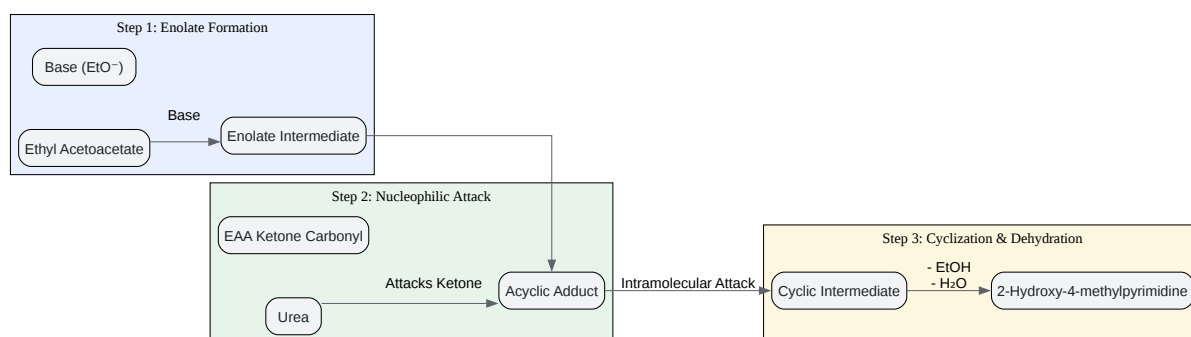 Step 1: Enolate Formation
Base (EtO⁻)
Base
Ethyl Acetoacetate
Enolate Intermediate
Step 2: Nucleophilic Attack
EAA Ketone Carbonyl
Attacks Ketone
Urea
Acyclic Adduct
Intramolecular Attack
Step 3: Cyclization & Dehydration
Cyclic Intermediate
- EtOH
- H₂O
2-Hydroxy-4-methylpyrimidine